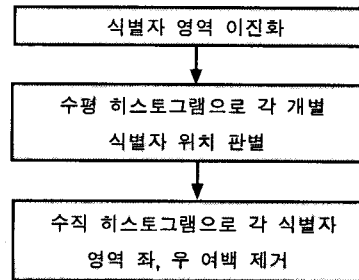 식별자 영역 이진화
수평 히스토그램으로 각 개별
식별자 위치 판별
수직 히스토그램으로 각 식별자
영역 좌, 우 여백 제거